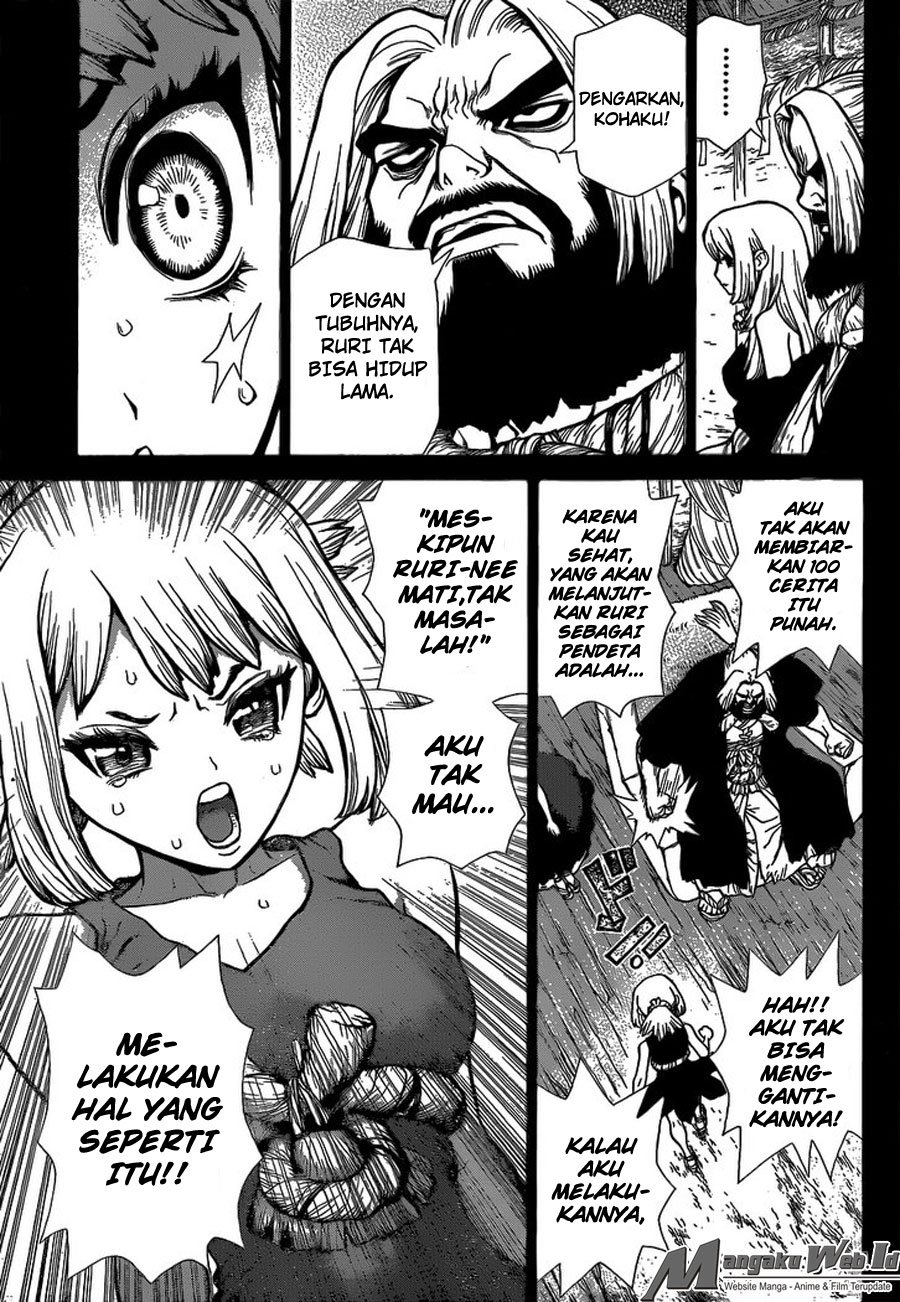 ........
DENGARKAN,
KOHAKU!
DENGAN
TUBUHNYA,
RURI TAK
BISA HIDUP
LAMA.
AKU
TAK AKAN
MEMBIAR-
KAN 100
CERITA
ITU
PUNAH.
KARENA
KAU
SEHAT,
YANG AKAN
MELANJUT-
KAN RURI
SEBAGAI
PENDETA
ADALAH...
HAH!!
AKU TAK
BISA
MENG-
GANTI-
KANNYA!
KALAU
AKU
MELAKU-
KANNYA,
"MES-
KIPUN
RURI-NEE
MATI,TAK
MASA-
LAH!"
AKU
TAK
MAU...
ME-
LAKUKAN
HAL YANG
SEPERTI
ITU!!
Mangaku Web.Id
Website Manga - Anime & Film Terupdate